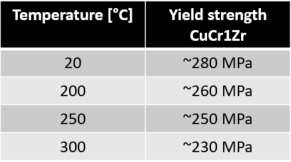 Temperature [°C] Yield strength
CuCr1Zr
20 ~280 MPa
200 ~260 MPa
250 ~250 MPa
300 ~230 MPa